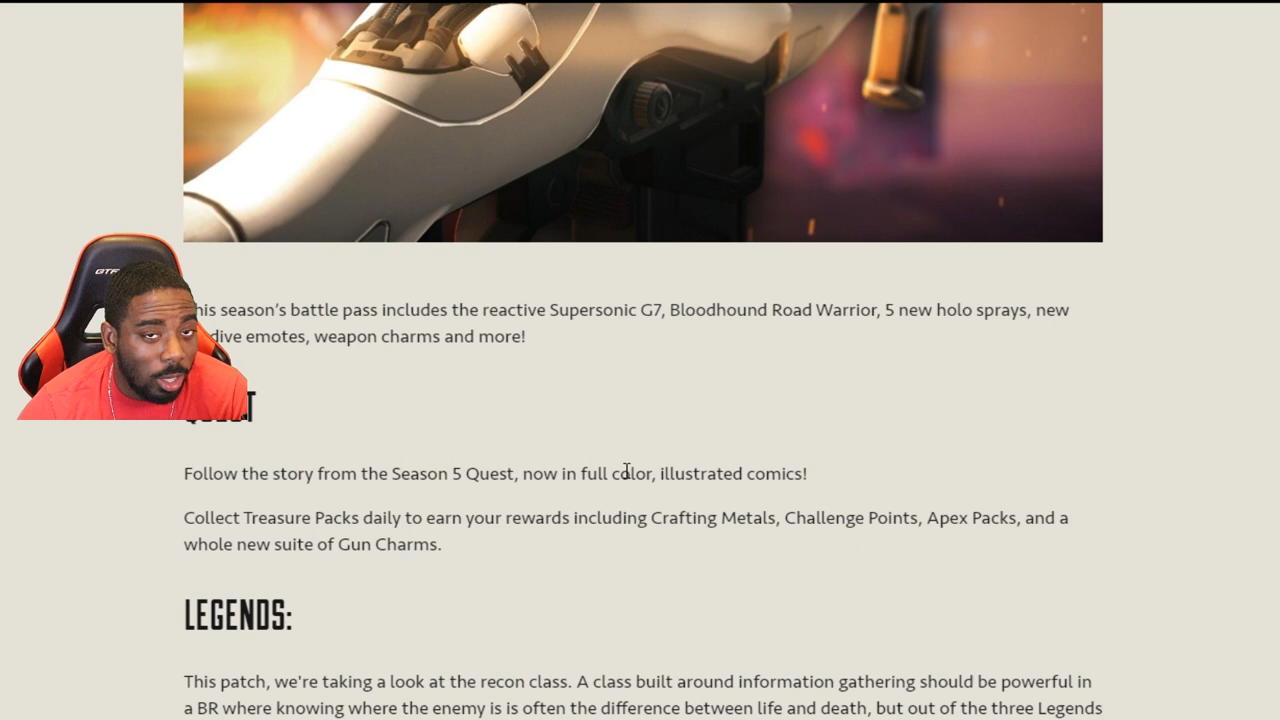 his season's battle pass includes the reactive Supersonic G7, Bloodhound Road Warrior, 5 new holo sprays, new
dive emotes, weapon charms and more!
Follow the story from the Season 5 Quest, now in full color, illustrated comics!
Collect Treasure Packs daily to earn your rewards including Crafting Metals, Challenge Points, Apex Packs, and a
whole new suite of Gun Charms.
LEGENDS:
This patch, we're taking a look at the recon class. A class built around information gathering should be powerful in
a BR where knowing where the enemy is is often the difference between life and death, but out of the three Legends